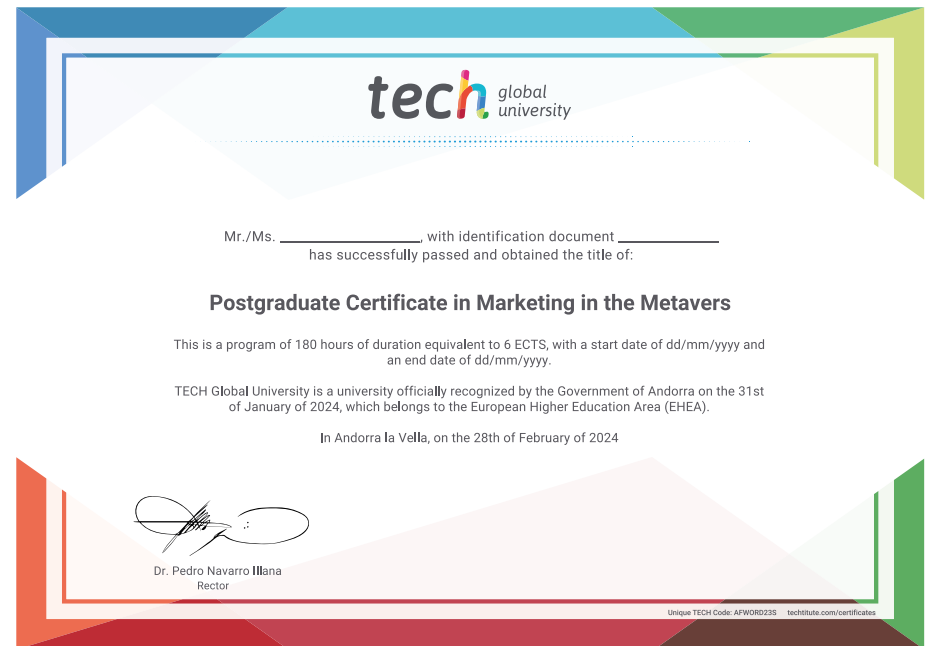 tech global
university
Mr./Ms. ________________, with identification document ____________
has successfully passed and obtained the title of:
Postgraduate Certificate in Marketing in the Metavers
This is a program of 180 hours of duration equivalent to 6 ECTS, with a start date of dd/mm/yyyy and
an end date of dd/mm/yyyy.
TECH Global University is a university officially recognized by the Government of Andorra on the 31st
of January of 2024, which belongs to the European Higher Education Area (EHEA).
In Andorra la Vella, on the 28th of February of 2024
Dr. Pedro Navarro Illana
Rector
Unique TECH Code: AFWORD23S techtitute.com/certificates